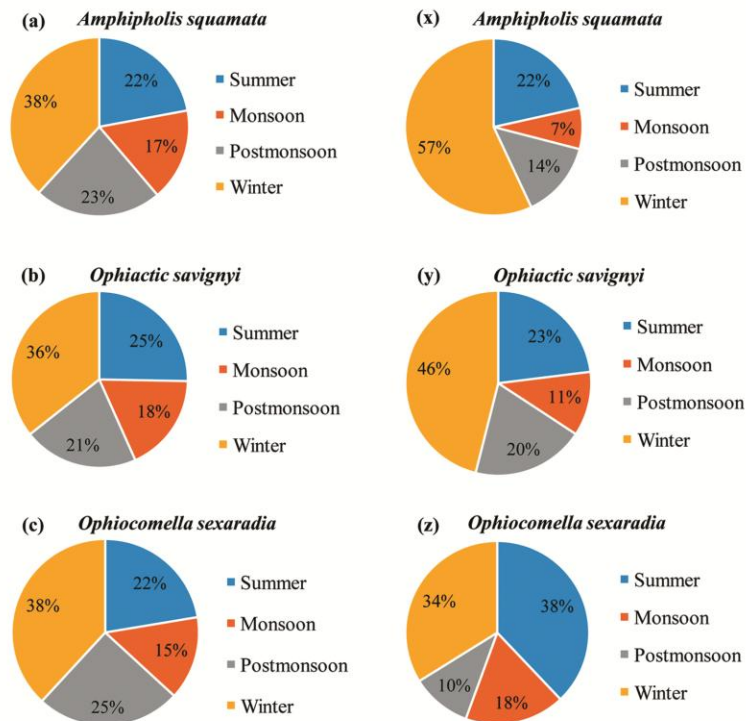 (a)
Amphipholis squamata
22%
17%
23%
38%
Summer
Monsoon
Postmonsoon
Winter
(x)
Amphipholis squamata
22%
7%
14%
57%
Summer
Monsoon
Postmonsoon
Winter
(b)
Ophiactic savignyi
25%
18%
21%
36%
Summer
Monsoon
Postmonsoon
Winter
(y)
Ophiactic savignyi
23%
11%
20%
46%
Summer
Monsoon
Postmonsoon
Winter
(c)
Ophiocomella sexaradia
22%
15%
25%
38%
Summer
Monsoon
Postmonsoon
Winter
(z)
Ophiocomella sexaradia
38%
18%
10%
34%
Summer
Monsoon
Postmonsoon
Winter